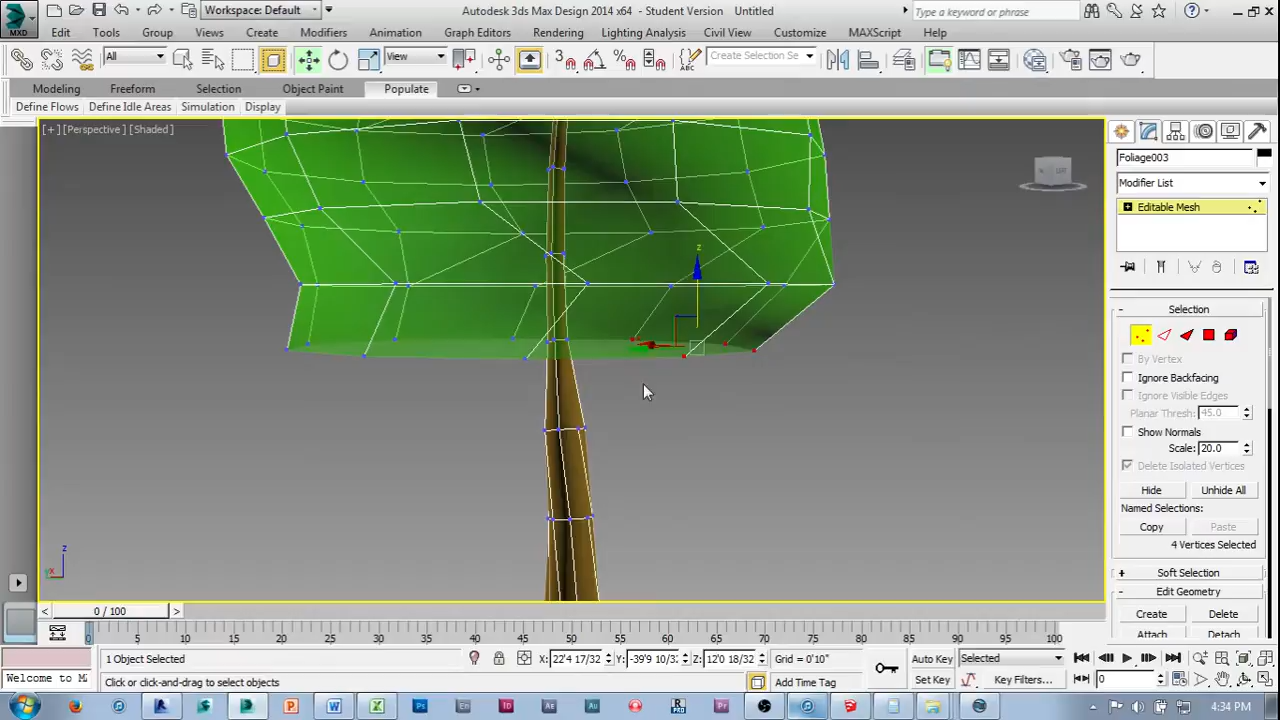 Workspace: Default
Autodesk 3ds Max Design 2014 x64 - Student Version Untitled
Type a keyword or phrase
MXD
Edit Tools Group Views Create Modifiers Animation Graph Editors Rendering Lighting Analysis Civil View Customize MAXScript Help
All View Create Selection Se
Modeling Freeform Selection Object Paint Populate
Define Flows Define Idle Areas Simulation Display
[+] [Perspective] [Shaded]
Foliage003
Modifier List
Editable Mesh
Selection
By Vertex
Ignore Backfacing
Ignore Visible Edges
Planar Thresh: 45.0
Show Normals
Scale: 20.0
Delete Isolated Vertices
Hide Unhide All
Named Selections:
Copy Paste
4 Vertices Selected
Soft Selection
Edit Geometry
Create Delete
Attach Detach
z
z
x
0 / 100
0 5 10 15 20 25 30 35 40 45 50 55 60 65 70 75 80 85 90 95 100
1 Object Selected X: 22'4 17/32 Y: -39'9 10/32 Z: 12'0 18/32 Grid = 0'10" Auto Key Selected
Welcome to M Click or click-and-drag to select objects Add Time Tag Set Key Key Filters... 0
4:34 PM